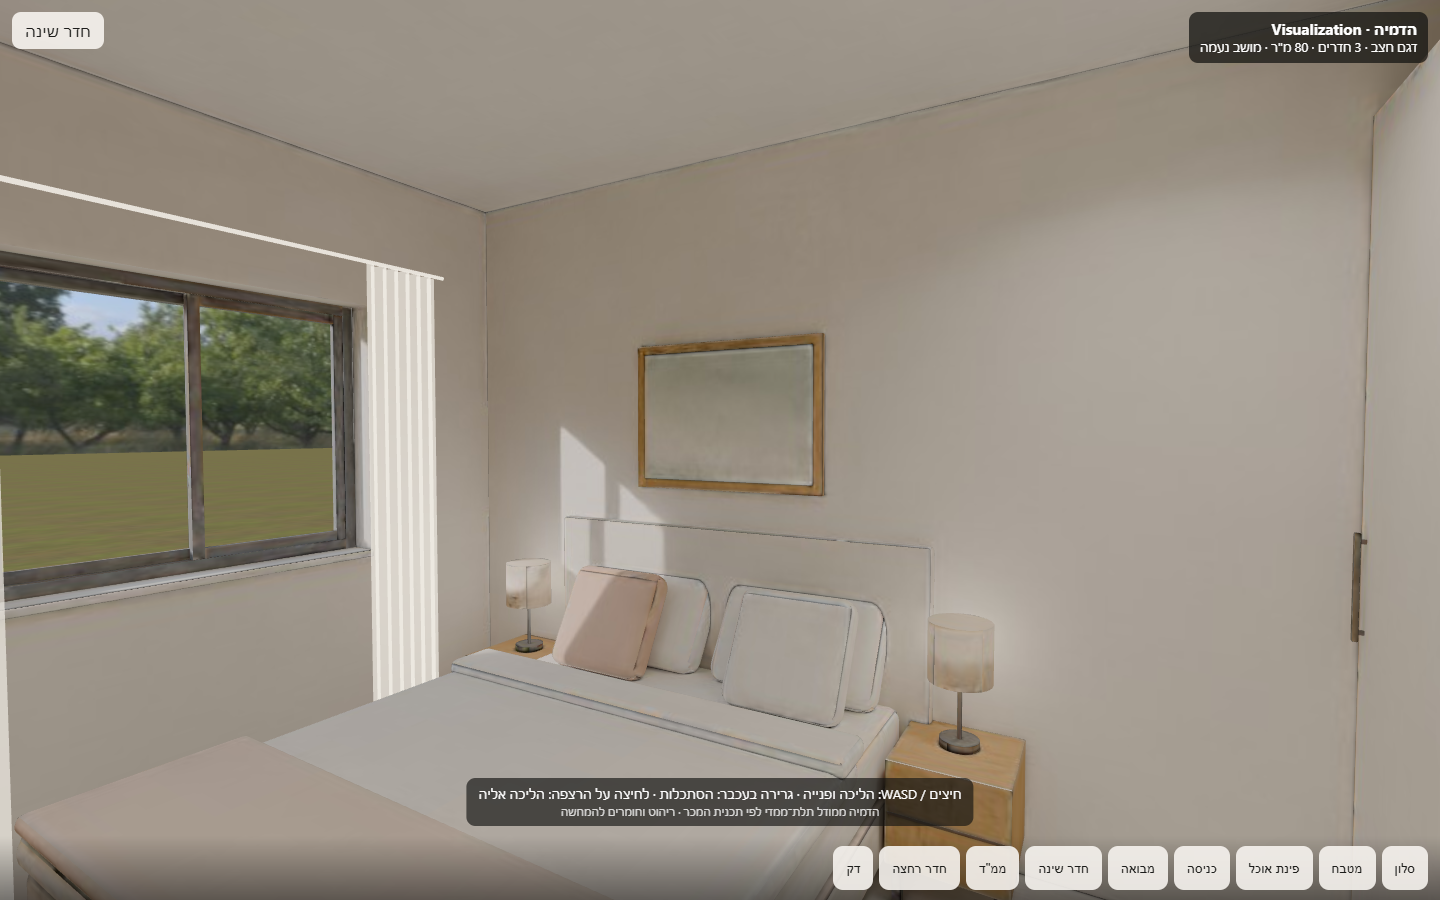 חדר שינה
הדמיה · Visualization
דגם חצב · 3 חדרים · 80 מ"ר · מושב נעמה
חיצים / WASD: הליכה ופנייה · גרירה בעכבר: הסתכלות · לחיצה על הרצפה: הליכה אליה
הדמיה ממודל תלת־ממדי לפי תכנית המכר · ריהוט וחומרים להמחשה
סלון
מטבח
פינת אוכל
כניסה
מבואה
חדר שינה
ממ"ד
חדר רחצה
דק